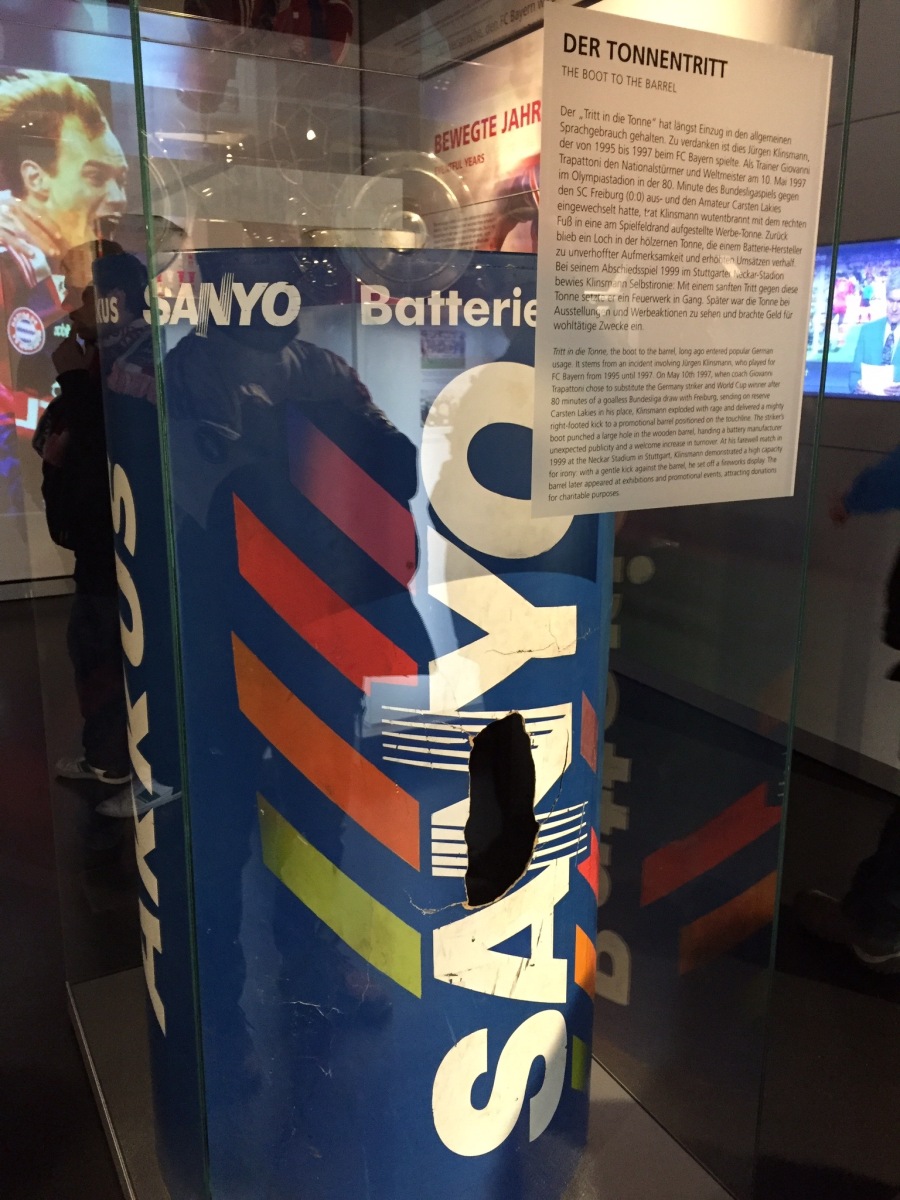 DER TONNENTRITT
THE BOOT TO THE BARREL
Der „Tritt in die Tonne“ hat längst Einzug in den allgemeinen
Sprachgebrauch gehalten. Zu verdanken ist dies Jürgen Klinsmann,
der von 1995 bis 1997 beim FC Bayern spielte. Als Trainer Giovanni
Trapattoni den Nationalstürmer und Weltmeister am 10. Mai 1997
im Olympiastadion in der 80. Minute des Bundesligaspiels gegen
den SC Freiburg (0:0) aus- und den Amateur Carsten Lakies
eingewechselt hatte, trat Klinsmann wutentbrannt mit dem rechten
Fuß in eine am Spielfeldrand aufgestellte Werbe-Tonne. Zurück
blieb ein Loch in der hölzernen Tonne, die einem Batterie-Hersteller
zu unverhoffter Aufmerksamkeit und erhöhten Umsätzen verhalf.
Bei seinem Abschiedsspiel 1999 im Stuttgarter Neckar-Stadion
bewies Klinsmann Selbstironie: Mit einem sanften Tritt gegen diese
Tonne setzte er ein Feuerwerk in Gang. Später war die Tonne bei
Ausstellungen und Werbeaktionen zu sehen und brachte Geld für
wohltätige Zwecke ein.
Tritt in die Tonne, the boot to the barrel, long ago entered popular German
usage. It stems from an incident involving Jürgen Klinsmann, who played for
FC Bayern from 1995 until 1997. On May 10th 1997, when coach Giovanni
Trapattoni chose to substitute the Germany striker and World Cup winner after
80 minutes of a goalless Bundesliga draw with Freiburg, sending on reserve
Carsten Lakies in his place, Klinsmann exploded with rage and delivered a mighty
right-footed kick to a promotional barrel positioned on the touchline. The striker's
boot punched a large hole in the wooden barrel, handing a battery manufacturer
unexpected publicity and a welcome increase in turnover. At his farewell match in
1999 at the Neckar Stadium in Stuttgart, Klinsmann demonstrated a high capacity
for irony: with a gentle kick against the barrel, he set off a fireworks display. The
barrel later appeared at exhibitions and promotional events, attracting donations
for charitable purposes.
BEWEGTE JAHR
KUS
SANYO
Batterie
SANYO
AKKUS